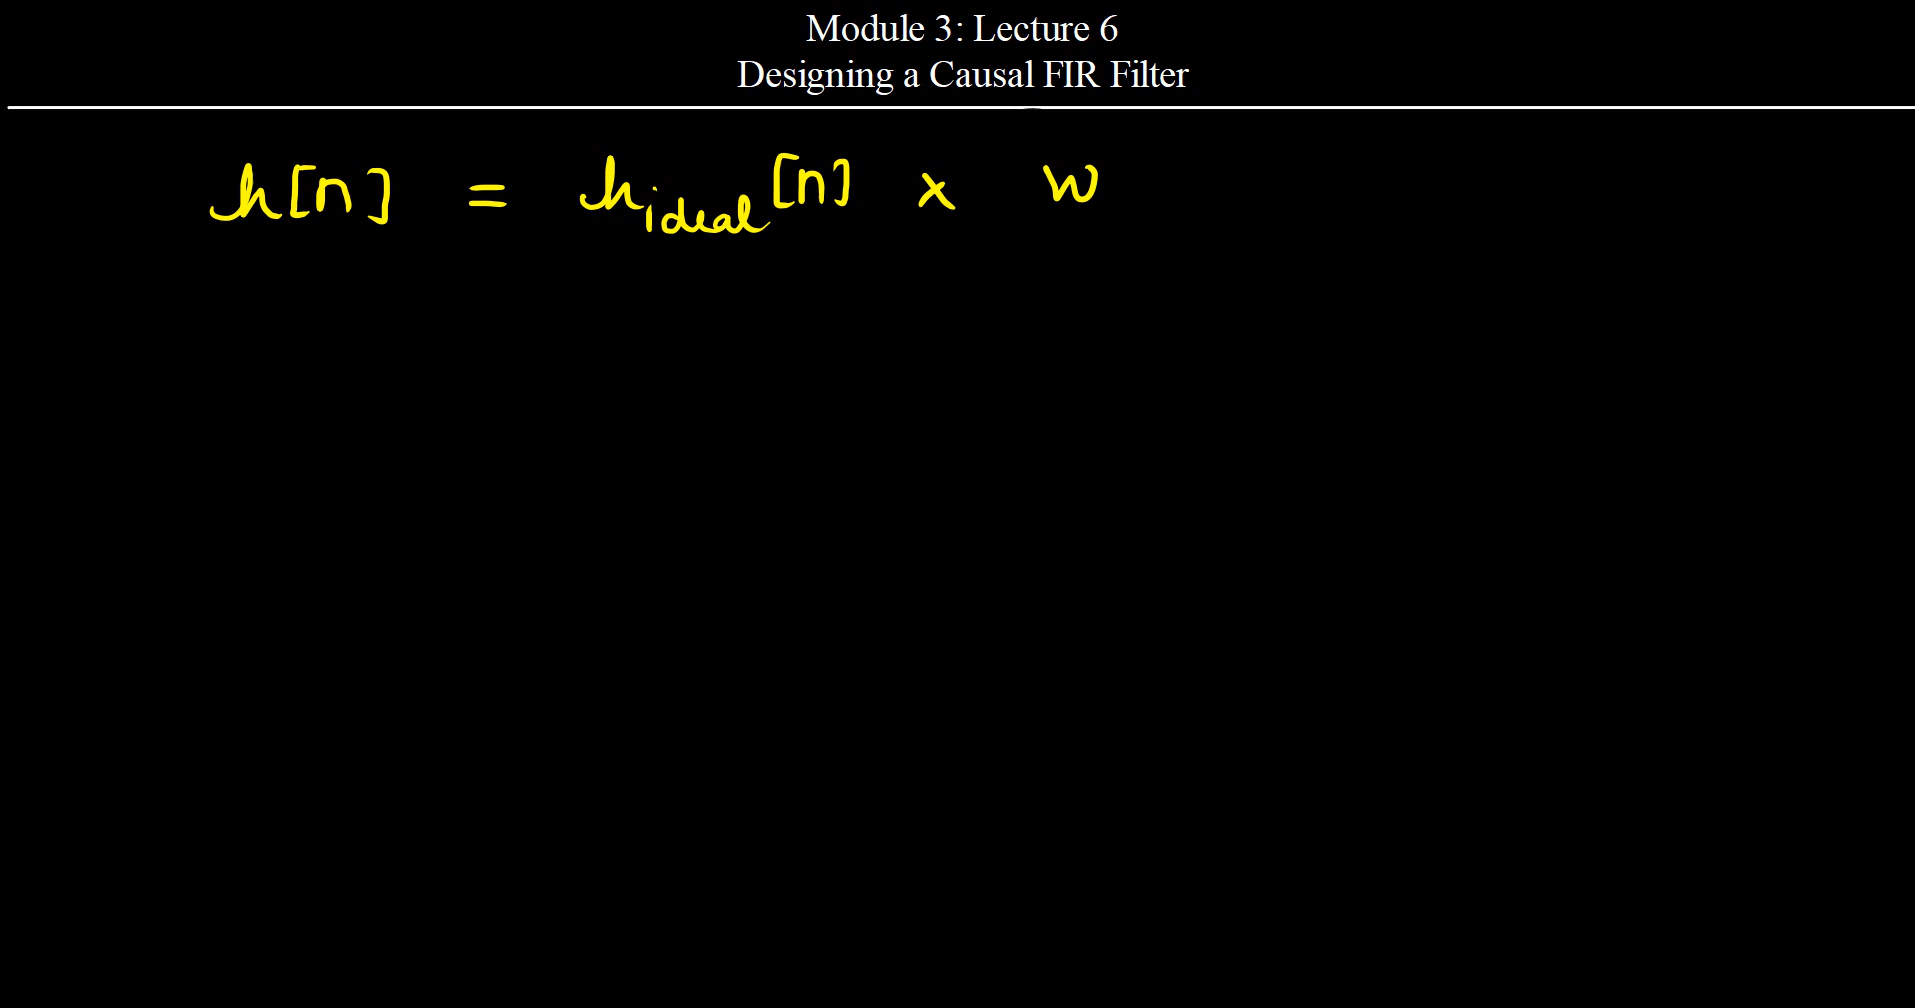 Module 3: Lecture 6
Designing a Causal FIR Filter
h[n] = h_ideal[n] x w